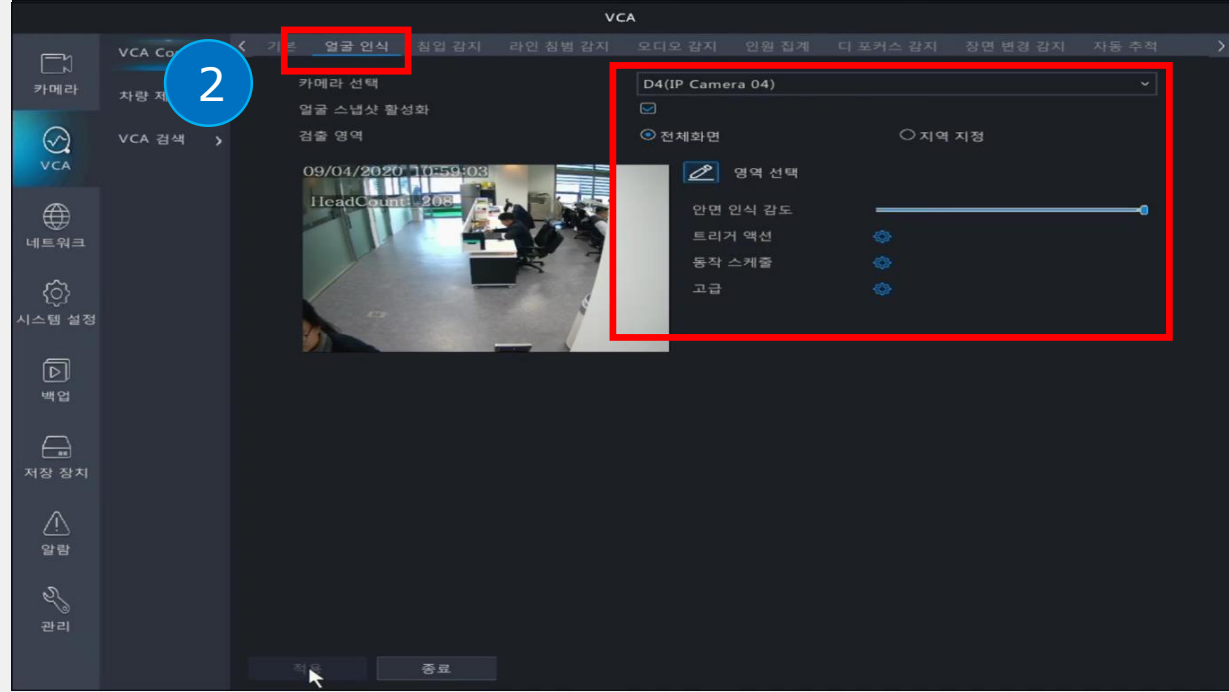 VCA
카메라
VCA
네트워크
시스템 설정
백업
저장 장치
알람
관리
VCA
차량
VCA 검색 >
2
< 얼굴 인식 침입 감지 라인 침범 감지 오디오 감지 인원 집계 디 포커스 감지 장면 변경 감지 자동 추적 >
카메라 선택 D4(IP Camera 04)
얼굴 스냅샷 활성화
검출 영역 전체화면 지역 지정
09/04/2020 10:59:03
HeadCount: 208
영역 선택
안면 인식 감도
트리거 액션
동작 스케줄
고급
종료